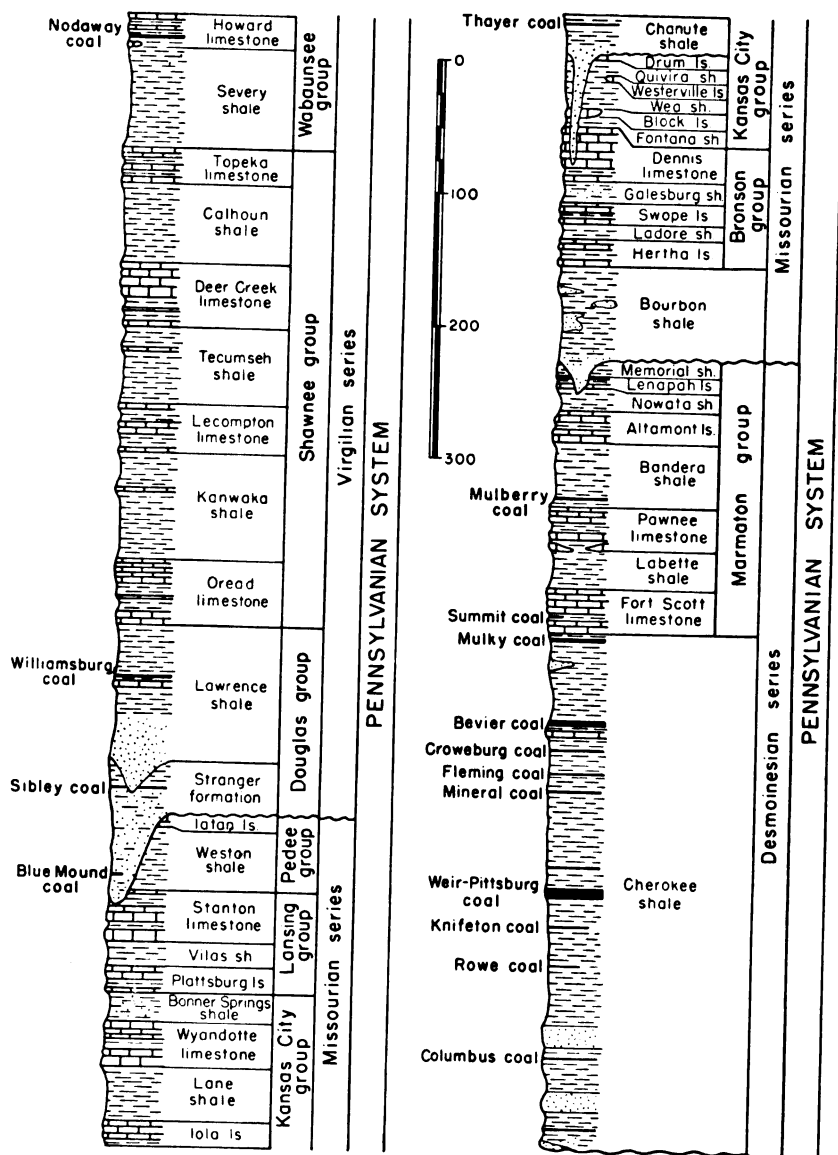 Nodaway
coal
Howard
limestone
Severy
shale
Wabaunsee
group
Topeka
limestone
Calhoun
shale
Deer Creek
limestone
Tecumseh
shale
Lecompton
limestone
Kanwaka
shale
Oread
limestone
Shawnee group
Williamsburg
coal
Lawrence
shale
Sibley coal
Stranger
formation
Douglas group
Virgilian series
Iatan ls.
Blue Mound
coal
Weston
shale
Pedee
group
Stanton
limestone
Vilas sh
Plattsburg ls
Lansing
group
Bonner Springs
shale
Wyandotte
limestone
Lane
shale
Iola ls
Kansas City
group
Missourian series
PENNSYLVANIAN SYSTEM
0
100
200
300
Thayer coal
Chanute
shale
Drum ls.
Quivira sh
Westerville ls
Wea sh.
Block ls
Fontana sh
Kansas City
group
Dennis
limestone
Galesburg sh.
Swope ls
Ladore sh
Hertha ls
Bronson
group
Bourbon
shale
Missourian series
Memorial sh.
Lenapah ls
Nowata sh
Altamont ls.
Bandera
shale
Mulberry
coal
Pawnee
limestone
Labette
shale
Summit coal
Fort Scott
limestone
Marmaton group
Mulky coal
Bevier coal
Croweburg coal
Fleming coal
Mineral coal
Weir-Pittsburg
coal
Cherokee
shale
Knifeton coal
Rowe coal
Columbus coal
Desmoinesian series
PENNSYLVANIAN SYSTEM